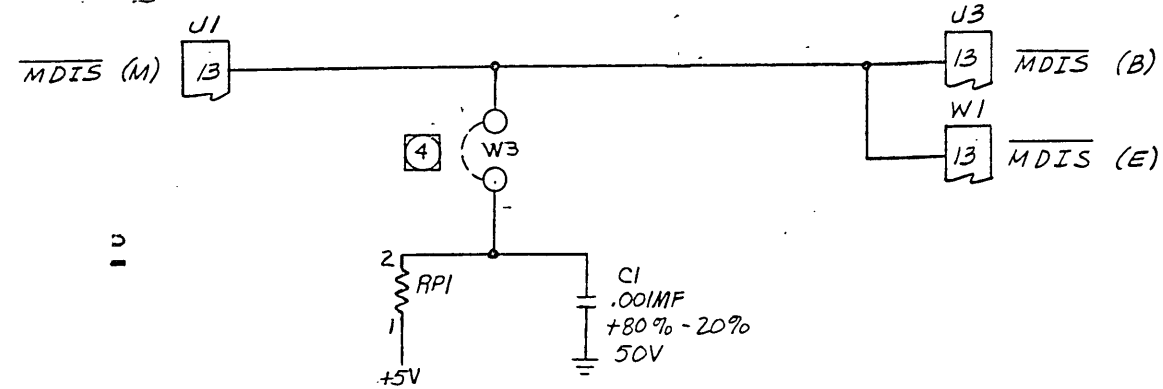 U1
U3
MDIS (M)
13
13
MDIS (B)
W1
4
W3
13
MDIS (E)
2
RP1
C1
.001MF
1
+80% -20%
50V
+5V